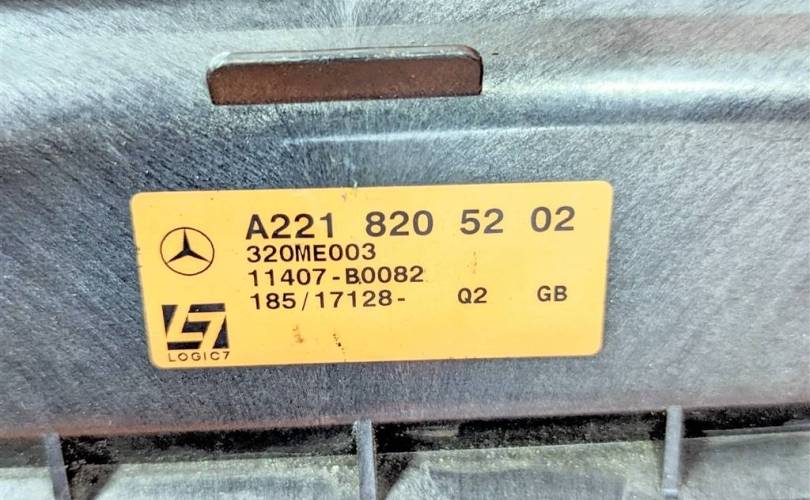 A221 820 52 02
320ME003
11407-B0082
185/17128- Q2 GB
LOGIC7